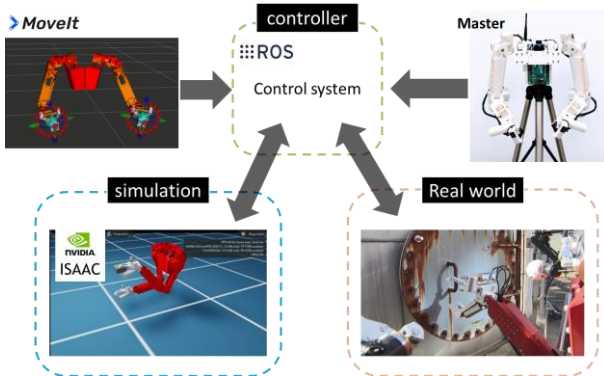 controller
MoveIt
Master
ROS
Control system
simulation
Real world
NVIDIA
ISAAC